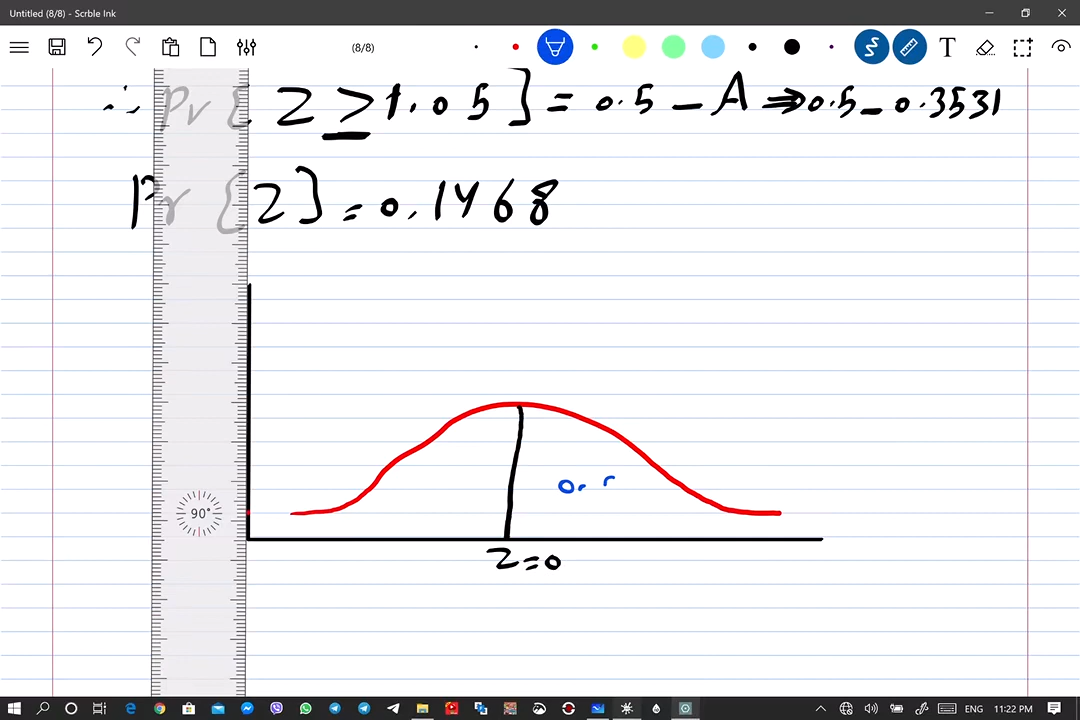 Untitled (8/8) - Scrble Ink
(8/8)
T
∴ Pr[ Z ≥ 1.05 ] = 0.5 - A ⇒ 0.5 - 0.3531
Pr [Z] = 0.1468
0.
90°
Z=0
ENG 11:22 PM